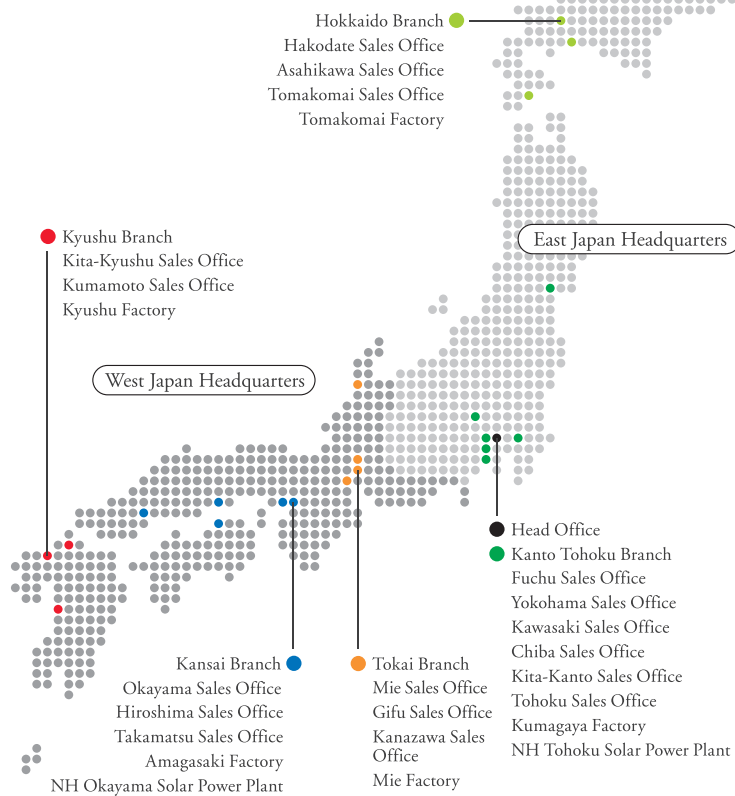 Hokkaido Branch
Hakodate Sales Office
Asahikawa Sales Office
Tomakomai Sales Office
Tomakomai Factory
Kyushu Branch
Kita-Kyushu Sales Office
Kumamoto Sales Office
Kyushu Factory
East Japan Headquarters
West Japan Headquarters
Head Office
Kanto Tohoku Branch
Fuchu Sales Office
Yokohama Sales Office
Kawasaki Sales Office
Chiba Sales Office
Kita-Kanto Sales Office
Tohoku Sales Office
Kumagaya Factory
NH Tohoku Solar Power Plant
Kansai Branch
Okayama Sales Office
Hiroshima Sales Office
Takamatsu Sales Office
Amagasaki Factory
NH Okayama Solar Power Plant
Tokai Branch
Mie Sales Office
Gifu Sales Office
Kanazawa Sales
Office
Mie Factory